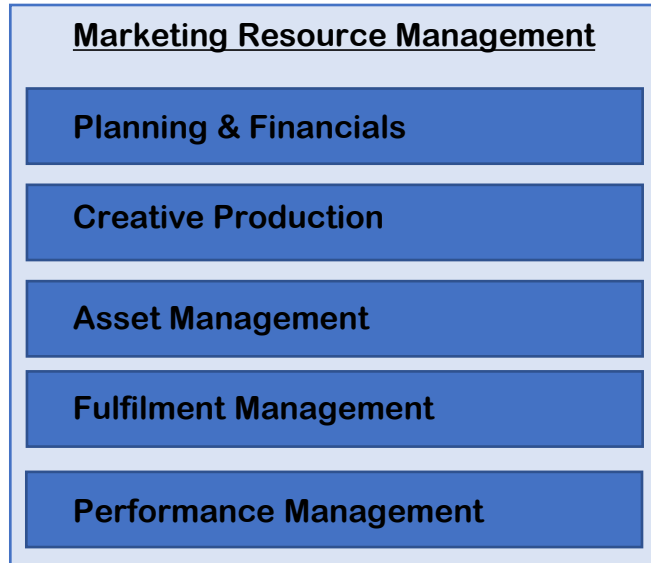 Marketing Resource Management
Planning & Financials
Creative Production
Asset Management
Fulfilment Management
Performance Management